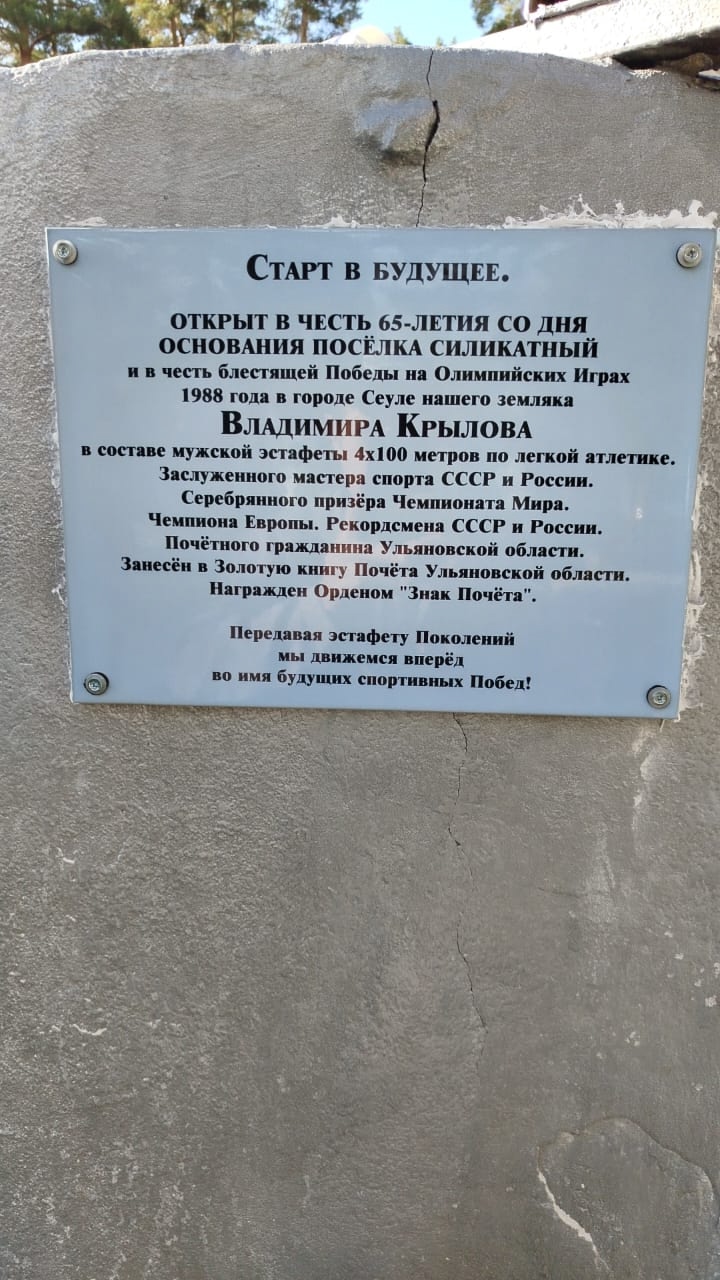 Старт в будущее.
ОТКРЫТ В ЧЕСТЬ 65-ЛЕТИЯ СО ДНЯ
ОСНОВАНИЯ ПОСЁЛКА СИЛИКАТНЫЙ
и в честь блестящей Победы на Олимпийских Играх
1988 года в городе Сеуле нашего земляка
Владимира Крылова
в составе мужской эстафеты 4х100 метров по легкой атлетике.
Заслуженного мастера спорта СССР и России.
Серебрянного призёра Чемпионата Мира.
Чемпиона Европы. Рекордсмена СССР и России.
Почётного гражданина Ульяновской области.
Занесён в Золотую книгу Почёта Ульяновской области.
Награжден Орденом "Знак Почёта".
Передавая эстафету Поколений
мы движемся вперёд
во имя будущих спортивных Побед!